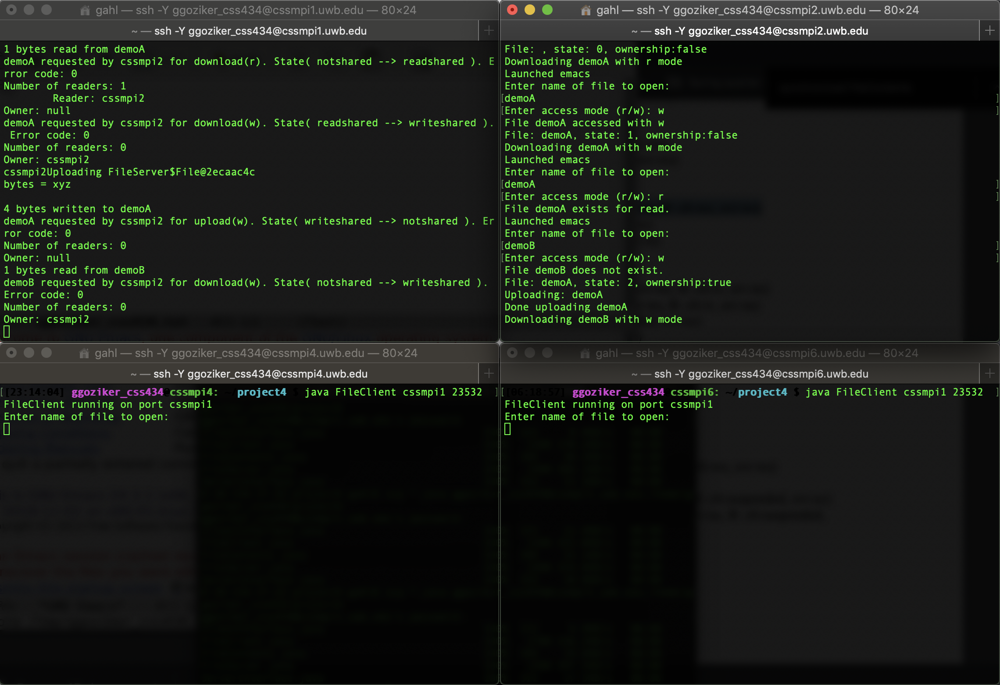 gahl — ssh -Y ggoziker_css434@cssmpi1.uwb.edu — 80×24
~ — ssh -Y ggoziker_css434@cssmpi1.uwb.edu
1 bytes read from demoA
demoA requested by cssmpi2 for download(r). State( notshared --> readshared ). E
rror code: 0
Number of readers: 1
        Reader: cssmpi2
Owner: null
demoA requested by cssmpi2 for download(w). State( readshared --> writeshared ).
 Error code: 0
Number of readers: 0
Owner: cssmpi2
cssmpi2Uploading FileServer$File@2ecaac4c
bytes = xyz

4 bytes written to demoA
demoA requested by cssmpi2 for upload(w). State( writeshared --> notshared ). Er
ror code: 0
Number of readers: 0
Owner: null
1 bytes read from demoB
demoB requested by cssmpi2 for download(w). State( notshared --> writeshared ).
Error code: 0
Number of readers: 0
Owner: cssmpi2
gahl — ssh -Y ggoziker_css434@cssmpi2.uwb.edu — 80×24
~ — ssh -Y ggoziker_css434@cssmpi2.uwb.edu
File: , state: 0, ownership:false
Downloading demoA with r mode
Launched emacs
Enter name of file to open:
[demoA ]
[Enter access mode (r/w): w ]
File demoA accessed with w
File: demoA, state: 1, ownership:false
Downloading demoA with w mode
Launched emacs
Enter name of file to open:
[demoA ]
[Enter access mode (r/w): r ]
File demoA exists for read.
Launched emacs
Enter name of file to open:
[demoB ]
[Enter access mode (r/w): w ]
File demoB does not exist.
File: demoA, state: 2, ownership:true
Uploading: demoA
Done uploading demoA
Downloading demoB with w mode
gahl — ssh -Y ggoziker_css434@cssmpi4.uwb.edu — 80×24
~ — ssh -Y ggoziker_css434@cssmpi4.uwb.edu
[[23:14:04] ggoziker_css434@cssmpi4: ~/project4 $ java FileClient cssmpi1 23532 ]
FileClient running on port cssmpi1
Enter name of file to open:
gahl — ssh -Y ggoziker_css434@cssmpi6.uwb.edu — 80×24
~ — ssh -Y ggoziker_css434@cssmpi6.uwb.edu
[[06:18:57] ggoziker_css434 cssmpi6: ~/project4 $ java FileClient cssmpi1 23532 ]
FileClient running on port cssmpi1
Enter name of file to open: